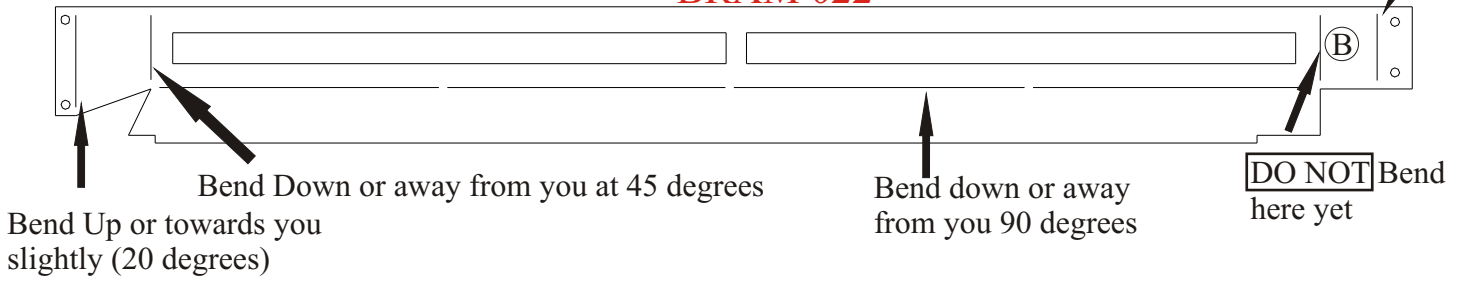 B
Bend Down or away from you at 45 degrees
Bend Up or towards you
slightly (20 degrees)
Bend down or away
from you 90 degrees
DO NOT Bend
here yet